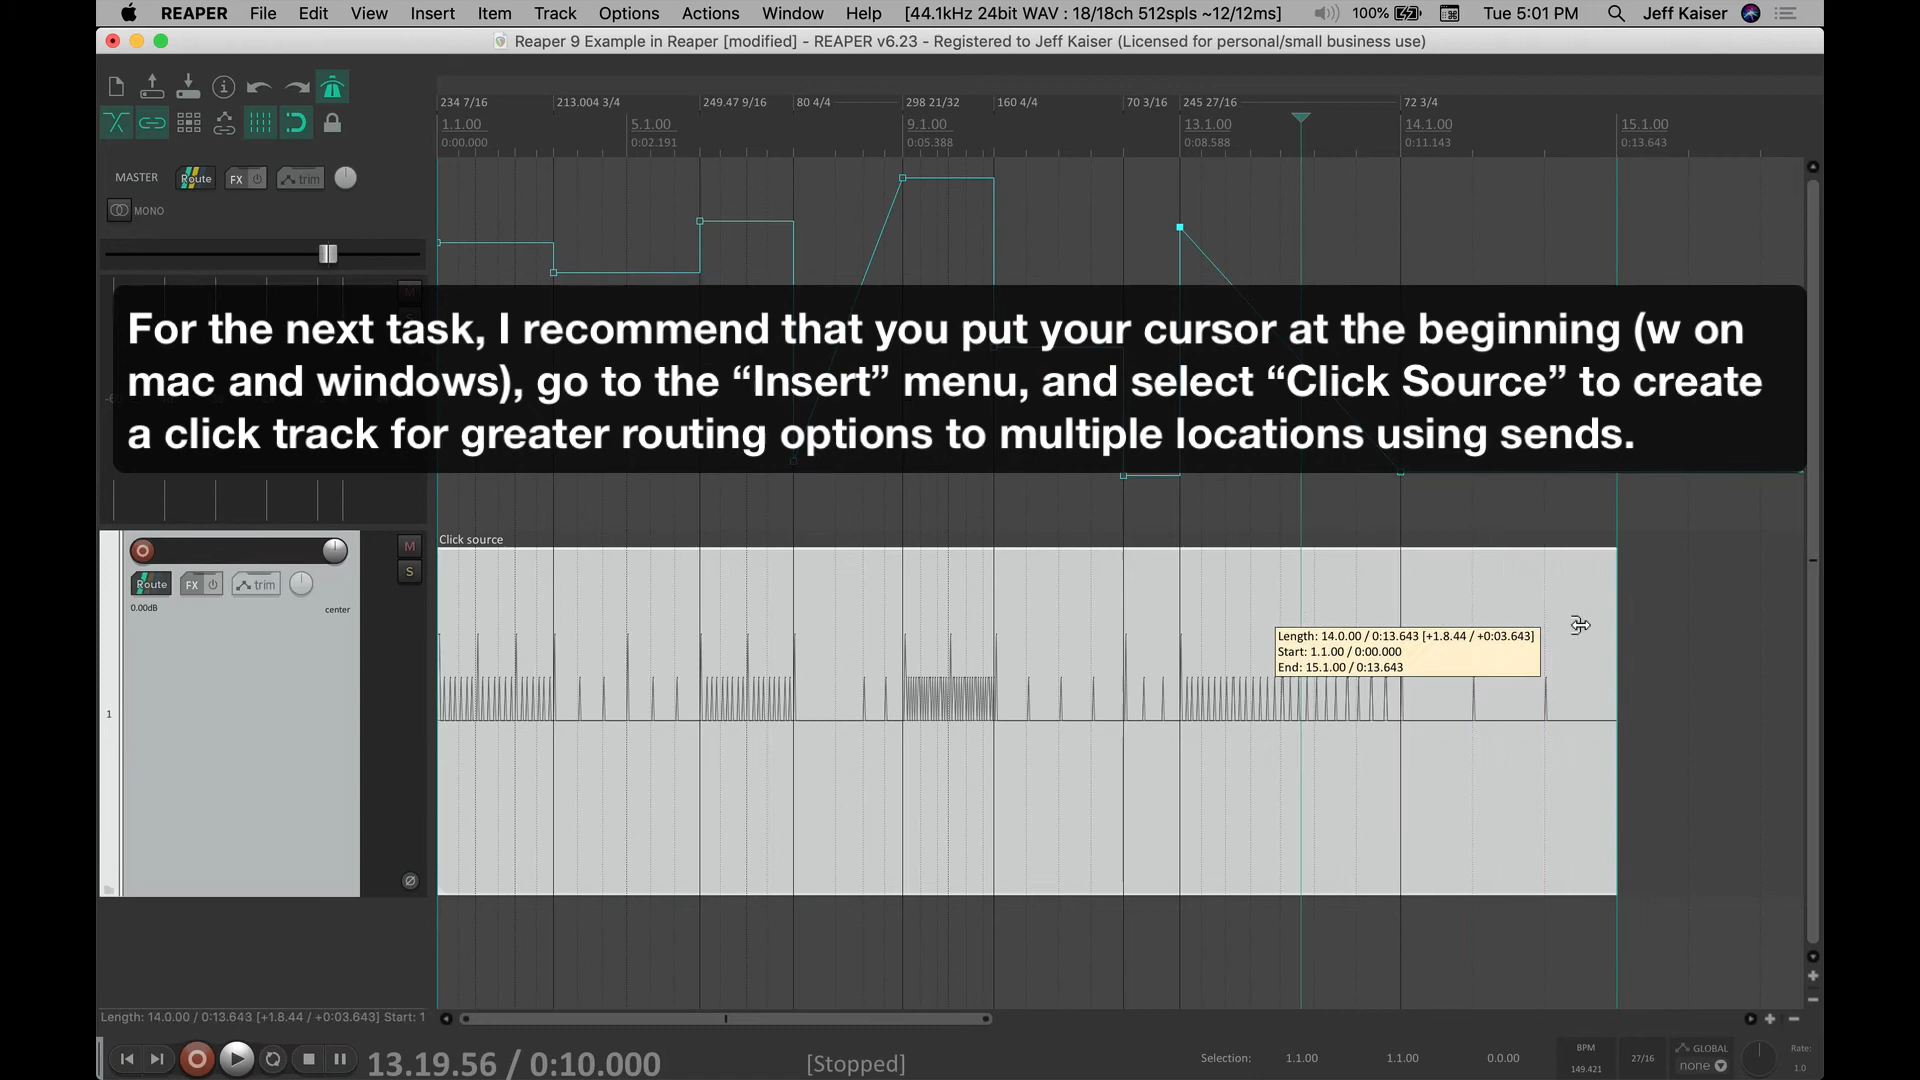 REAPER File Edit View Insert Item Track Options Actions Window Help [44.1kHz 24bit WAV : 18/18ch 512spls ~12/12ms] 100% Tue 5:01 PM Jeff Kaiser
Reaper 9 Example in Reaper [modified] - REAPER v6.23 - Registered to Jeff Kaiser (Licensed for personal/small business use)
234 7/16 213.004 3/4 249.47 9/16 80 4/4 298 21/32 160 4/4 70 3/16 245 27/16 72 3/4
1.1.00 5.1.00 9.1.00 13.1.00 14.1.00 15.1.00
0:00.000 0:02.191 0:05.388 0:08.588 0:11.143 0:13.643
MASTER Route FX trim
MONO
M
For the next task, I recommend that you put your cursor at the beginning (w on
mac and windows), go to the “Insert” menu, and select “Click Source” to create
a click track for greater routing options to multiple locations using sends.
Click source
M
Route FX trim S
0.00dB center
Length: 14.0.00 / 0:13.643 [+1.8.44 / +0:03.643]
Start: 1.1.00 / 0:00.000
End: 15.1.00 / 0:13.643
1
Length: 14.0.00 / 0:13.643 [+1.8.44 / +0:03.643] Start: 1
13.19.56 / 0:10.000 [Stopped] Selection: 1.1.00 1.1.00 0.0.00 BPM 149.421 27/16 GLOBAL none Rate: 1.0